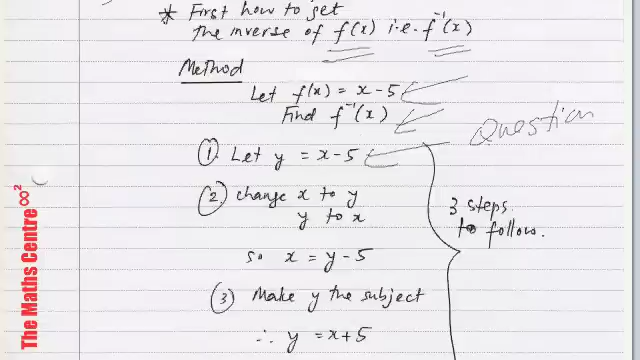 * First how to get
the inverse of f(x) i.e. f⁻¹(x)
Method
Let f(x) = x - 5
Find f⁻¹(x)
Question
① Let y = x - 5
② change x to y
y to x
3 steps
to follow.
so x = y - 5
③ Make y the subject
∴ y = x + 5
The Maths Centre ∞²